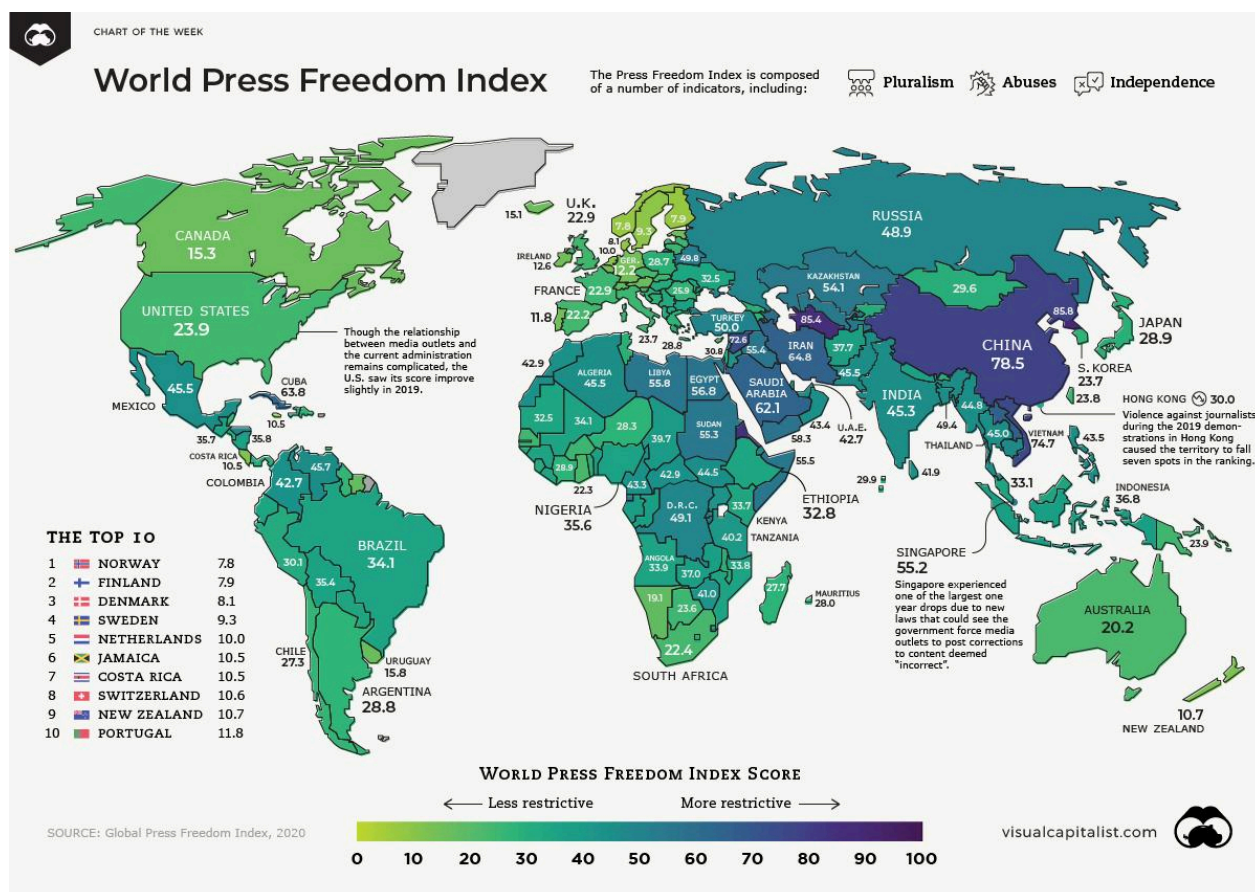 CHART OF THE WEEK
World Press Freedom Index
The Press Freedom Index is composed
of a number of indicators, including:
Pluralism
Abuses
Independence
CANADA
15.3
UNITED STATES
23.9
Though the relationship
between media outlets and
the current administration
remains complicated, the
U.S. saw its score improve
slightly in 2019.
45.5
MEXICO
CUBA
63.8
10.5
35.7
35.8
COSTA RICA
10.5
COLOMBIA
42.7
45.7
BRAZIL
34.1
30.1
35.4
CHILE
27.3
URUGUAY
15.8
ARGENTINA
28.8
15.1
U.K.
22.9
IRELAND
12.6
7.8
9.3
7.9
8.1
10.0
GER.
12.2
28.7
49.8
32.5
FRANCE
22.9
25.9
11.8
22.2
23.7
28.8
TURKEY
50.0
30.8
72.6
55.4
RUSSIA
48.9
KAZAKHSTAN
54.1
29.6
85.4
85.8
CHINA
78.5
JAPAN
28.9
S. KOREA
23.7
23.8
IRAN
64.8
37.7
45.5
42.9
ALGERIA
45.5
LIBYA
55.8
EGYPT
56.8
SAUDI
ARABIA
62.1
43.4
U.A.E.
42.7
58.3
INDIA
45.3
49.4
44.8
THAILAND
45.0
VIETNAM
74.7
43.5
HONG KONG
30.0
Violence against journalists
during the 2019 demon-
strations in Hong Kong
caused the territory to fall
seven spots in the ranking.
32.5
34.1
28.3
39.7
SUDAN
55.3
28.9
22.3
43.3
42.9
44.5
55.5
NIGERIA
35.6
ETHIOPIA
32.8
29.9
41.9
33.1
INDONESIA
36.8
D.R.C.
49.1
33.7
KENYA
40.2
TANZANIA
ANGOLA
33.9
37.0
33.8
41.0
27.7
MAURITIUS
28.0
19.1
23.6
22.4
SOUTH AFRICA
SINGAPORE
55.2
Singapore experienced
one of the largest one
year drops due to new
laws that could see the
government force media
outlets to post corrections
to content deemed
"incorrect".
23.9
AUSTRALIA
20.2
10.7
NEW ZEALAND
THE TOP 10
1 NORWAY 7.8
2 FINLAND 7.9
3 DENMARK 8.1
4 SWEDEN 9.3
5 NETHERLANDS 10.0
6 JAMAICA 10.5
7 COSTA RICA 10.5
8 SWITZERLAND 10.6
9 NEW ZEALAND 10.7
10 PORTUGAL 11.8
WORLD PRESS FREEDOM INDEX SCORE
← Less restrictive More restrictive →
0 10 20 30 40 50 60 70 80 90 100
SOURCE: Global Press Freedom Index, 2020
visualcapitalist.com